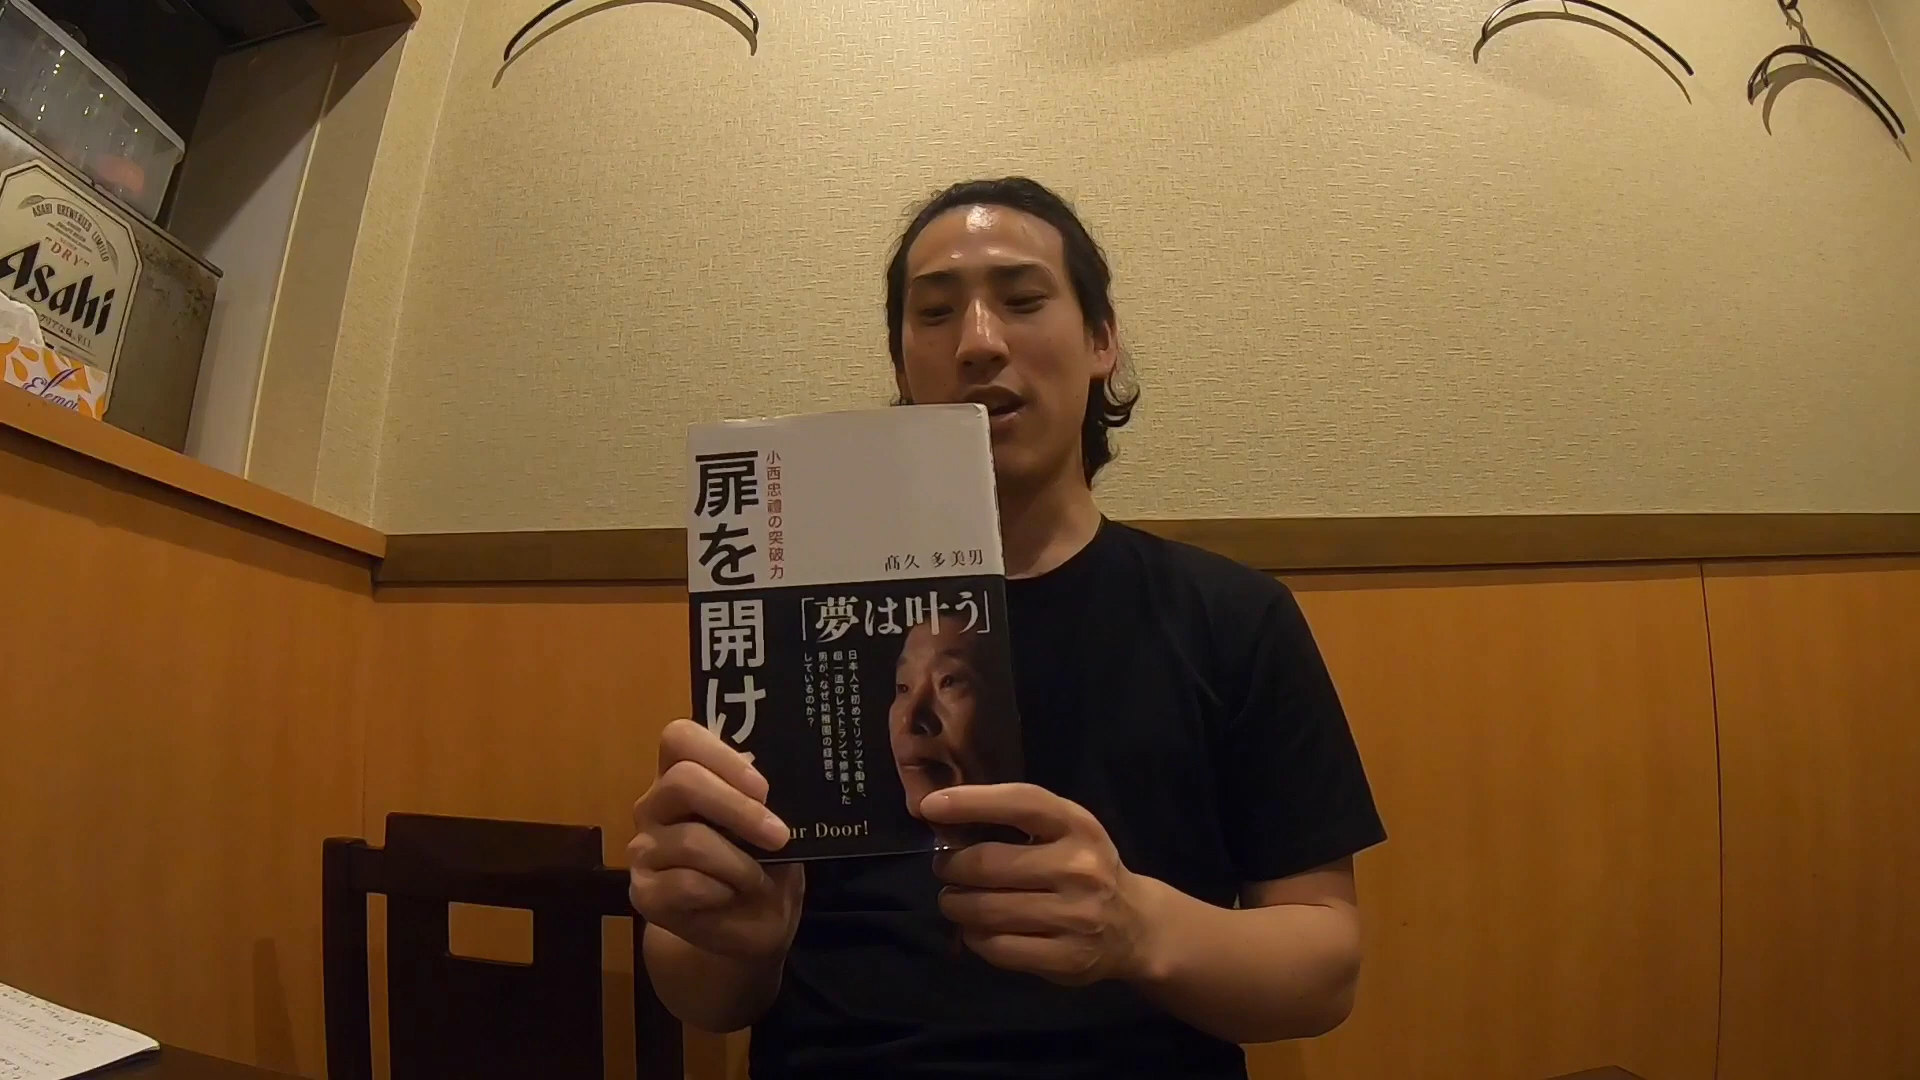 ASAHI BREWERIES LIMITED
"DRY"
Asahi
Elemoi
扉を開け
小西忠禮の突破力
髙久 多美男
「夢は叶う」
日本人で初めてリッツで働き、
超一流のレストランで修業した
男が、なぜ幼稚園の経営を
しているのか?
ur Door!